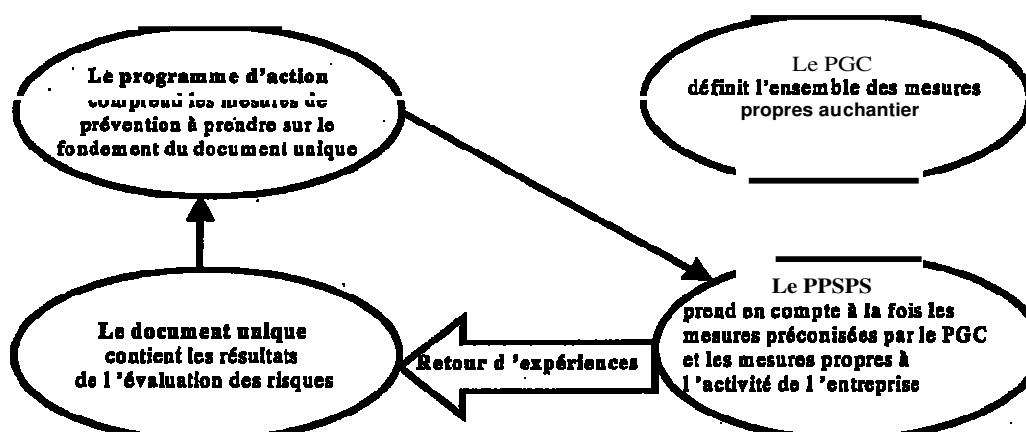 Le programme d'action
comprend les mesures de
prévention à prendre sur le
fondement du document unique
Le PGC
définit l'ensemble des mesures
propres auchantier
Le document unique
contient les résultats
de l 'évaluation des risques
Retour d 'expériences
Le PPSPS
prend en compte à la fois les
mesures préconisées par le PGC
et les mesures propres à
l 'activité de l 'entreprise